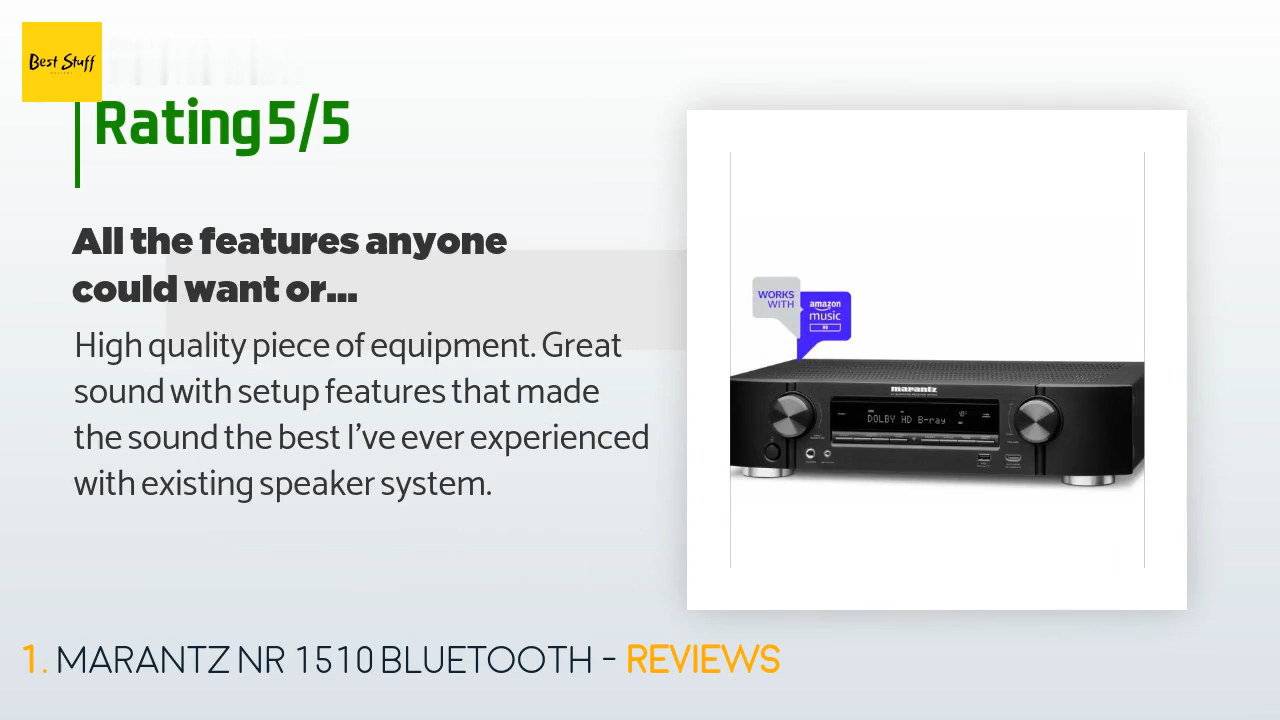 Best Stuff
Rating 5/5
All the features anyone
could want or...
High quality piece of equipment. Great
sound with setup features that made
the sound the best I've ever experienced
with existing speaker system.
WORKS
WITH
amazon
music
HD
marantz
DOLBY HD B-ray
1. MARANTZ NR 1510 BLUETOOTH - REVIEWS